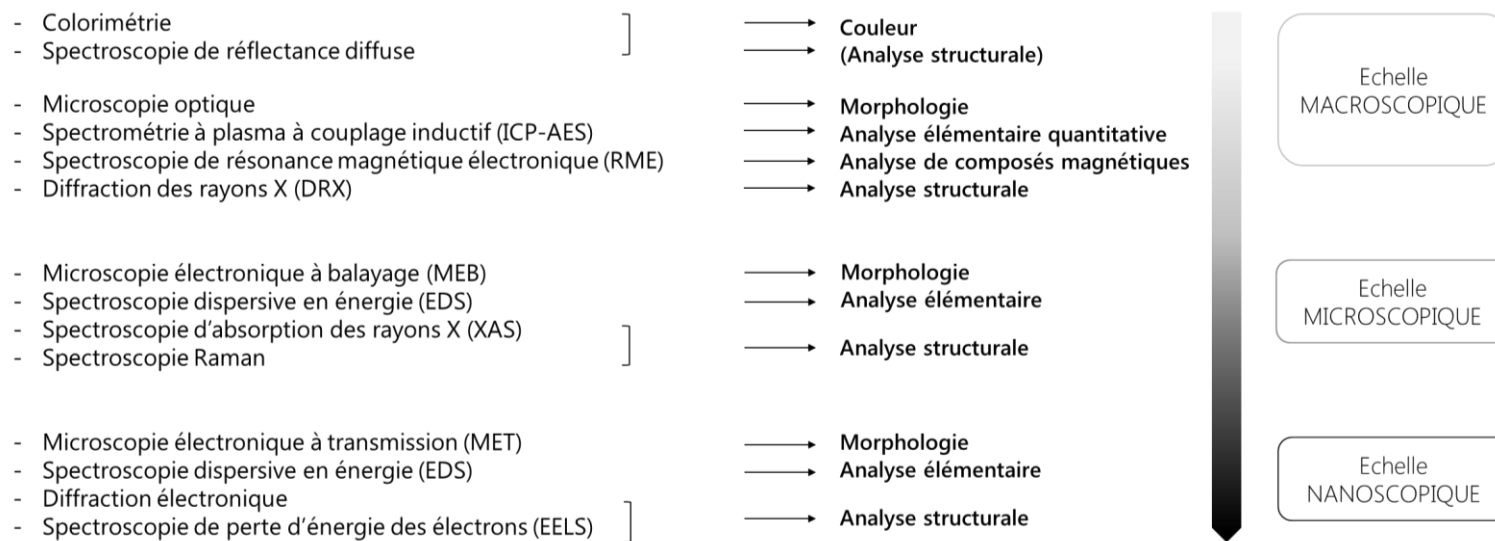 - Colorimétrie
- Spectroscopie de réflectance diffuse
Couleur
(Analyse structurale)
- Microscopie optique
- Spectrométrie à plasma à couplage inductif (ICP-AES)
- Spectroscopie de résonance magnétique électronique (RME)
- Diffraction des rayons X (DRX)
Morphologie
Analyse élémentaire quantitative
Analyse de composés magnétiques
Analyse structurale
Echelle
MACROSCOPIQUE
- Microscopie électronique à balayage (MEB)
- Spectroscopie dispersive en énergie (EDS)
- Spectroscopie d'absorption des rayons X (XAS)
- Spectroscopie Raman
Morphologie
Analyse élémentaire
Analyse structurale
Echelle
MICROSCOPIQUE
- Microscopie électronique à transmission (MET)
- Spectroscopie dispersive en énergie (EDS)
- Diffraction électronique
- Spectroscopie de perte d'énergie des électrons (EELS)
Morphologie
Analyse élémentaire
Analyse structurale
Echelle
NANOSCOPIQUE